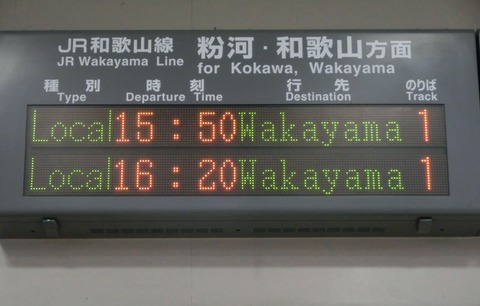 JR和歌山線 粉河・和歌山方面
JR Wakayama Line for Kokawa, Wakayama
種別 時刻 行先 のりば
Type Departure Time Destination Track
Local 15:50 Wakayama 1
Local 16:20 Wakayama 1